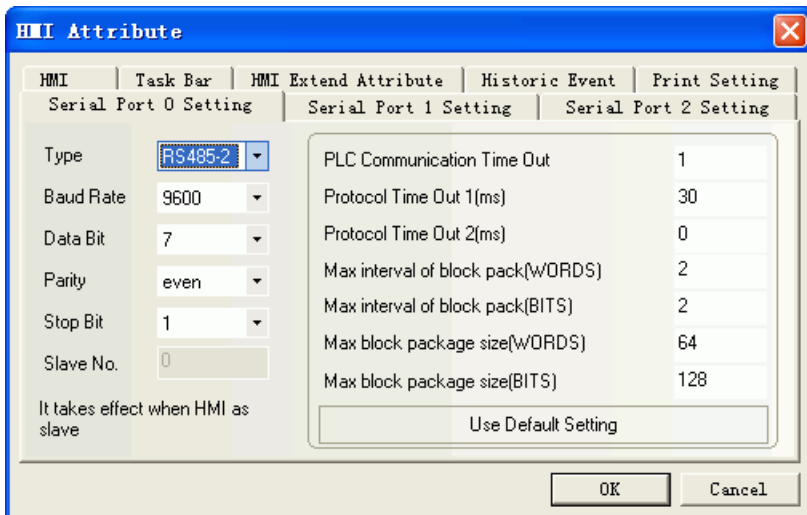 HMI Attribute
HMI Task Bar HMI Extend Attribute Historic Event Print Setting
Serial Port 0 Setting Serial Port 1 Setting Serial Port 2 Setting
Type RS485-2
Baud Rate 9600
Data Bit 7
Parity even
Stop Bit 1
Slave No. 0
It takes effect when HMI as
slave
PLC Communication Time Out 1
Protocol Time Out 1(ms) 30
Protocol Time Out 2(ms) 0
Max interval of block pack(WORDS) 2
Max interval of block pack(BITS) 2
Max block package size(WORDS) 64
Max block package size(BITS) 128
Use Default Setting
OK Cancel